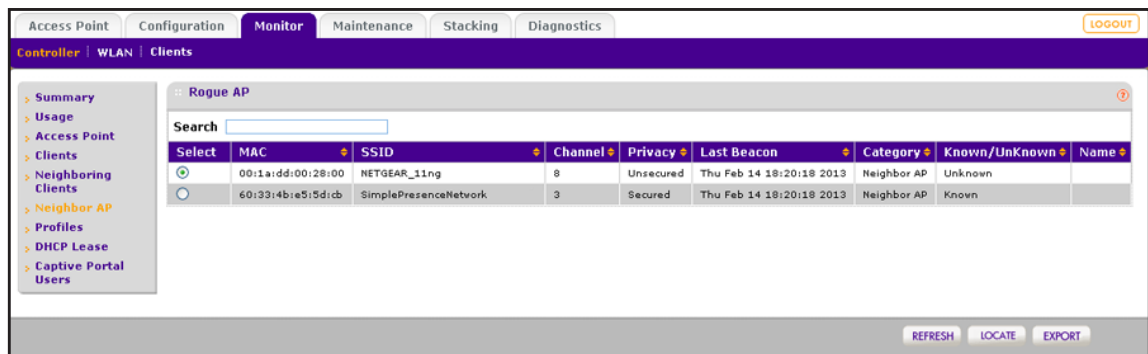 Access Point Configuration Monitor Maintenance Stacking Diagnostics LOGOUT
Controller WLAN Clients
Summary
Usage
Access Point
Clients
Neighboring
Clients
Neighbor AP
Profiles
DHCP Lease
Captive Portal
Users
Rogue AP ?
Search
Select MAC SSID Channel Privacy Last Beacon Category Known/UnKnown Name
00:1a:dd:00:28:00 NETGEAR_11ng 8 Unsecured Thu Feb 14 18:20:18 2013 Neighbor AP Unknown
60:33:4b:e5:5d:cb SimplePresenceNetwork 3 Secured Thu Feb 14 18:20:18 2013 Neighbor AP Known
REFRESH LOCATE EXPORT